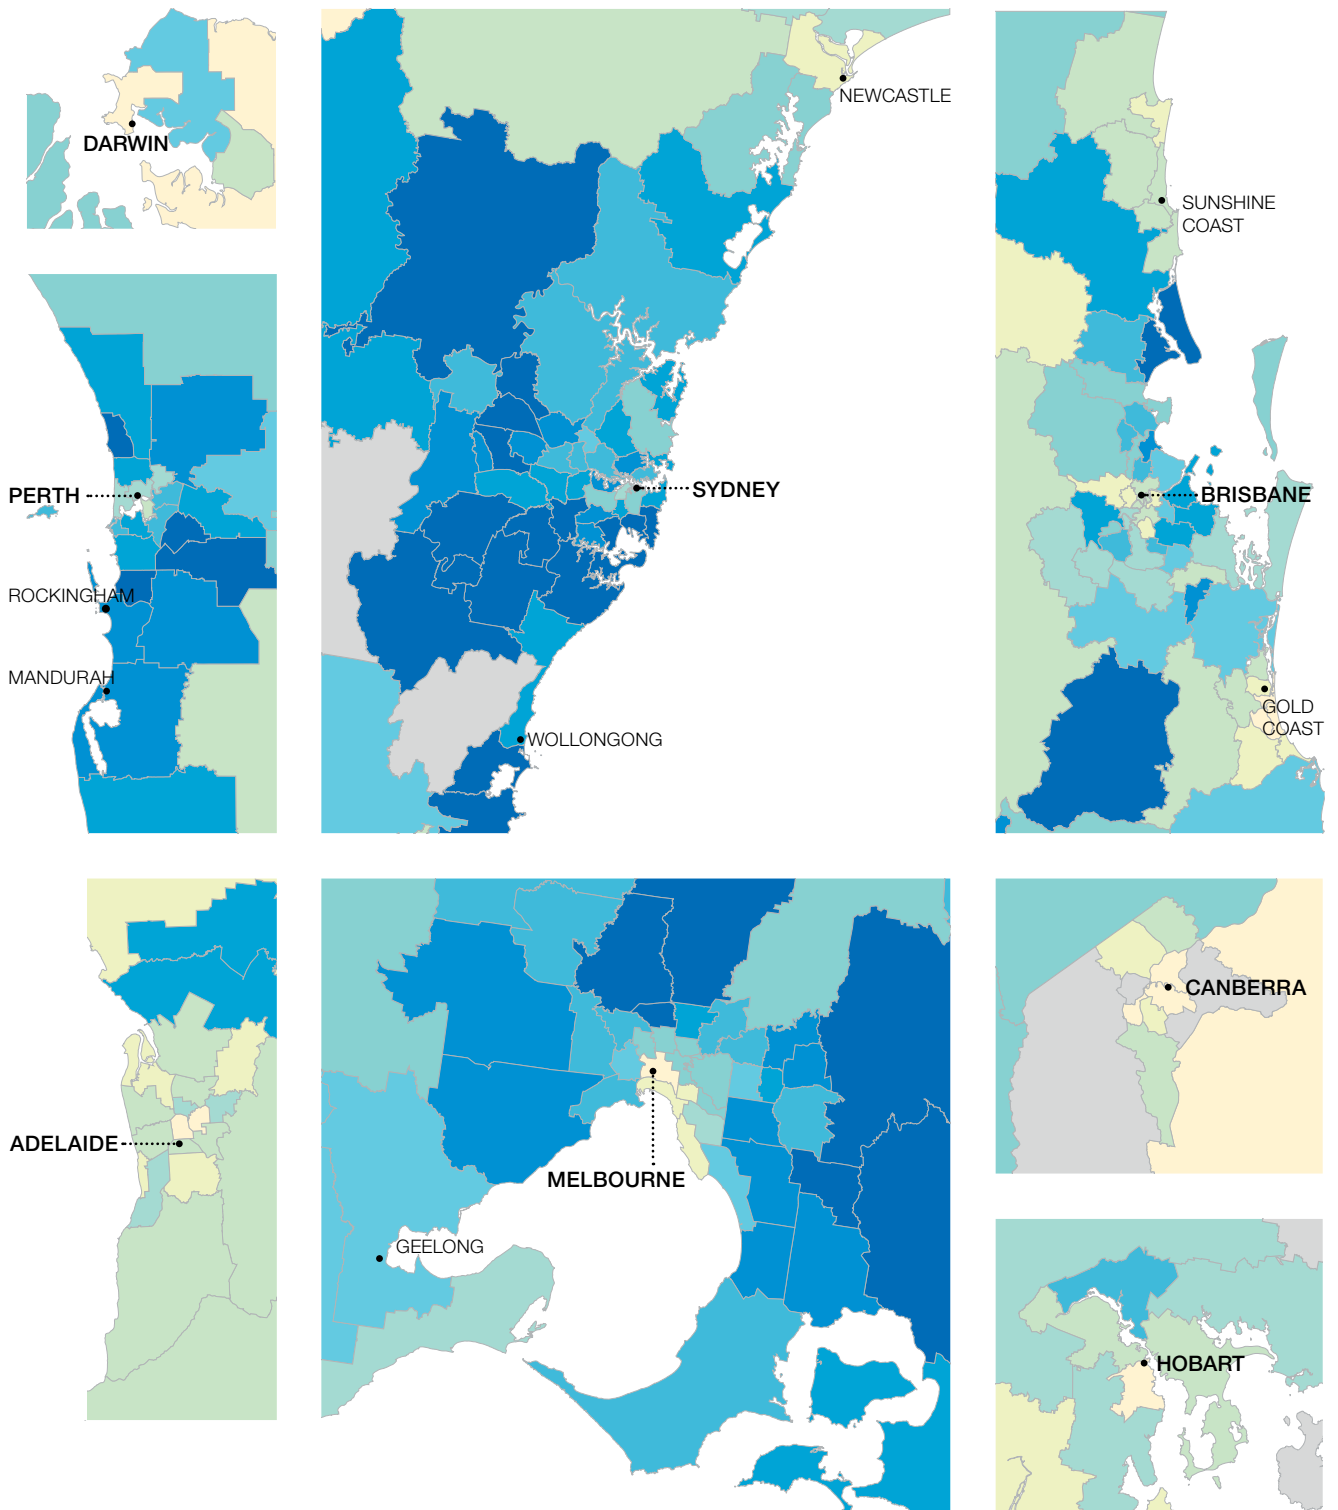 DARWIN
NEWCASTLE
SUNSHINE
COAST
PERTH
SYDNEY
BRISBANE
ROCKINGHAM
MANDURAH
WOLLONGONG
GOLD
COAST
ADELAIDE
MELBOURNE
GEELONG
CANBERRA
HOBART